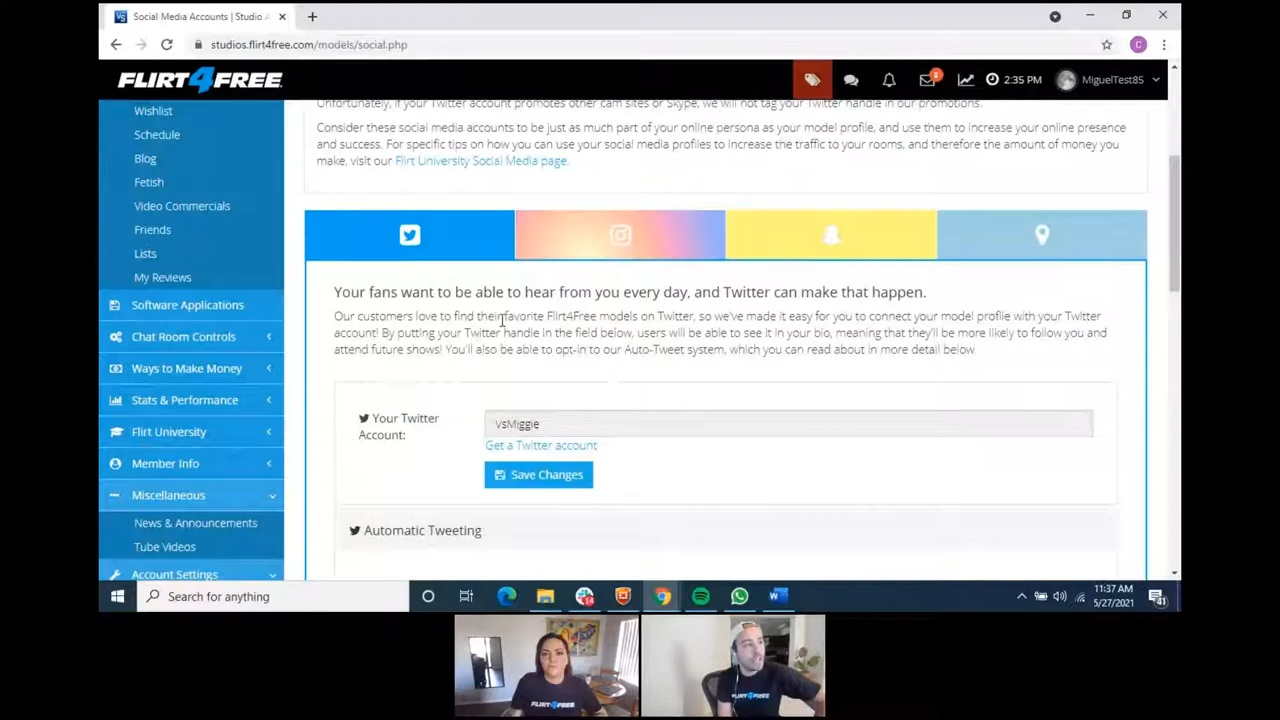 Social Media Accounts | Studio A
studios.flirt4free.com/models/social.php
C
FLIRT4FREE
8
2:35 PM
MiguelTest85
Wishlist
Schedule
Blog
Fetish
Video Commercials
Friends
Lists
My Reviews
Software Applications
Chat Room Controls
Ways to Make Money
Stats & Performance
Flirt University
Member Info
Miscellaneous
News & Announcements
Tube Videos
Account Settings
Unfortunately, if your Twitter account promotes other cam sites or Skype, we will not tag your Twitter handle in our promotions.
Consider these social media accounts to be just as much part of your online persona as your model profile, and use them to increase your online presence
and success. For specific tips on how you can use your social media profiles to increase the traffic to your rooms, and therefore the amount of money you
make, visit our Flirt University Social Media page.
Your fans want to be able to hear from you every day, and Twitter can make that happen.
Our customers love to find their favorite Flirt4Free models on Twitter, so we've made it easy for you to connect your model profile with your Twitter
account! By putting your Twitter handle in the field below, users will be able to see it in your bio, meaning that they'll be more likely to follow you and
attend future shows! You'll also be able to opt-in to our Auto-Tweet system, which you can read about in more detail below
Your Twitter
Account:
VsMiggie
Get a Twitter account
Save Changes
Automatic Tweeting
Search for anything
14
11:37 AM
5/27/2021
41
FLIRT4FREE
FLIRT4FREE